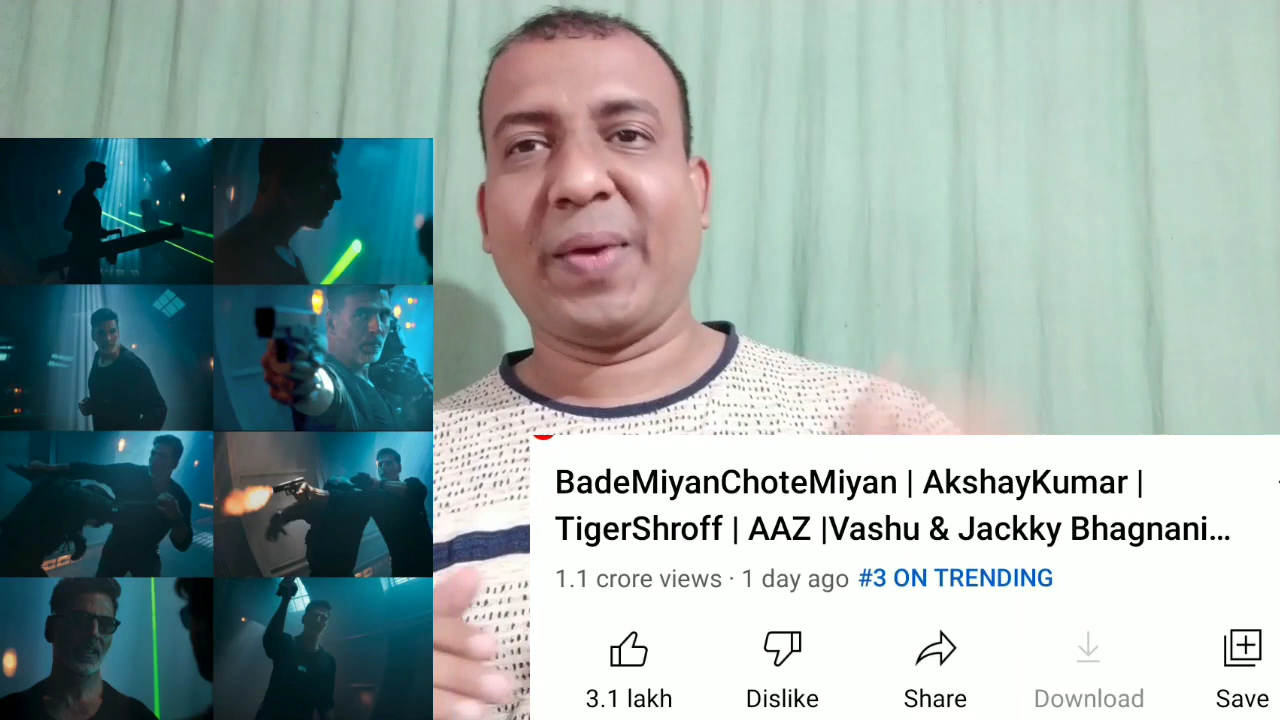 BadeMiyanChoteMiyan | AkshayKumar |
TigerShroff | AAZ |Vashu & Jackky Bhagnani...
1.1 crore views · 1 day ago #3 ON TRENDING
3.1 lakh Dislike Share Download Save